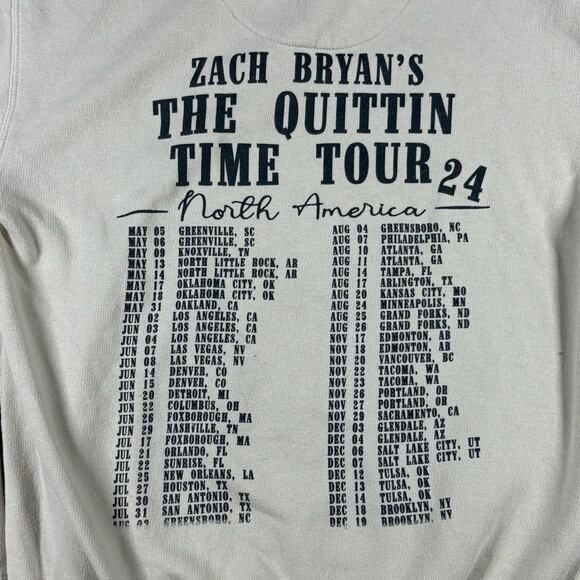 ZACH BRYAN'S
THE QUITTIN
TIME TOUR 24
North America
MAY 05 GREENVILLE, SC
MAY 06 GREENVILLE, SC
MAY 09 KNOXVILLE, TN
MAY 13 NORTH LITTLE ROCK, AR
MAY 14 NORTH LITTLE ROCK, AR
MAY 17 OKLAHOMA CITY, OK
MAY 18 OKLAHOMA CITY, OK
MAY 31 OAKLAND, CA
JUN 02 LOS ANGELES, CA
JUN 03 LOS ANGELES, CA
JUN 04 LOS ANGELES, CA
JUN 07 LAS VEGAS, NV
JUN 08 LAS VEGAS, NV
JUN 14 DENVER, CO
JUN 15 DENVER, CO
JUN 20 DETROIT, MI
JUN 22 COLUMBUS, OH
JUN 26 FOXBOROUGH, MA
JUN 29 NASHVILLE, TN
JUL 17 FOXBOROUGH, MA
JUL 21 ORLANDO, FL
JUL 22 SUNRISE, FL
JUL 25 NEW ORLEANS, LA
JUL 27 HOUSTON, TX
JUL 30 SAN ANTONIO, TX
JUL 31 SAN ANTONIO, TX
AUG 03 GREENSBORO, NC
AUG 04 GREENSBORO, NC
AUG 07 PHILADELPHIA, PA
AUG 10 ATLANTA, GA
AUG 11 ATLANTA, GA
AUG 14 TAMPA, FL
AUG 17 ARLINGTON, TX
AUG 20 KANSAS CITY, MO
AUG 24 MINNEAPOLIS, MN
AUG 25 GRAND FORKS, ND
AUG 26 GRAND FORKS, ND
NOV 17 EDMONTON, AB
NOV 18 EDMONTON, AB
NOV 20 VANCOUVER, BC
NOV 22 TACOMA, WA
NOV 23 TACOMA, WA
NOV 26 PORTLAND, OR
NOV 27 PORTLAND, OR
NOV 29 SACRAMENTO, CA
DEC 03 GLENDALE, AZ
DEC 04 GLENDALE, AZ
DEC 06 SALT LAKE CITY, UT
DEC 07 SALT LAKE CITY, UT
DEC 12 TULSA, OK
DEC 13 TULSA, OK
DEC 14 TULSA, OK
DEC 18 BROOKLYN, NY
DEC 19 BROOKLYN, NY